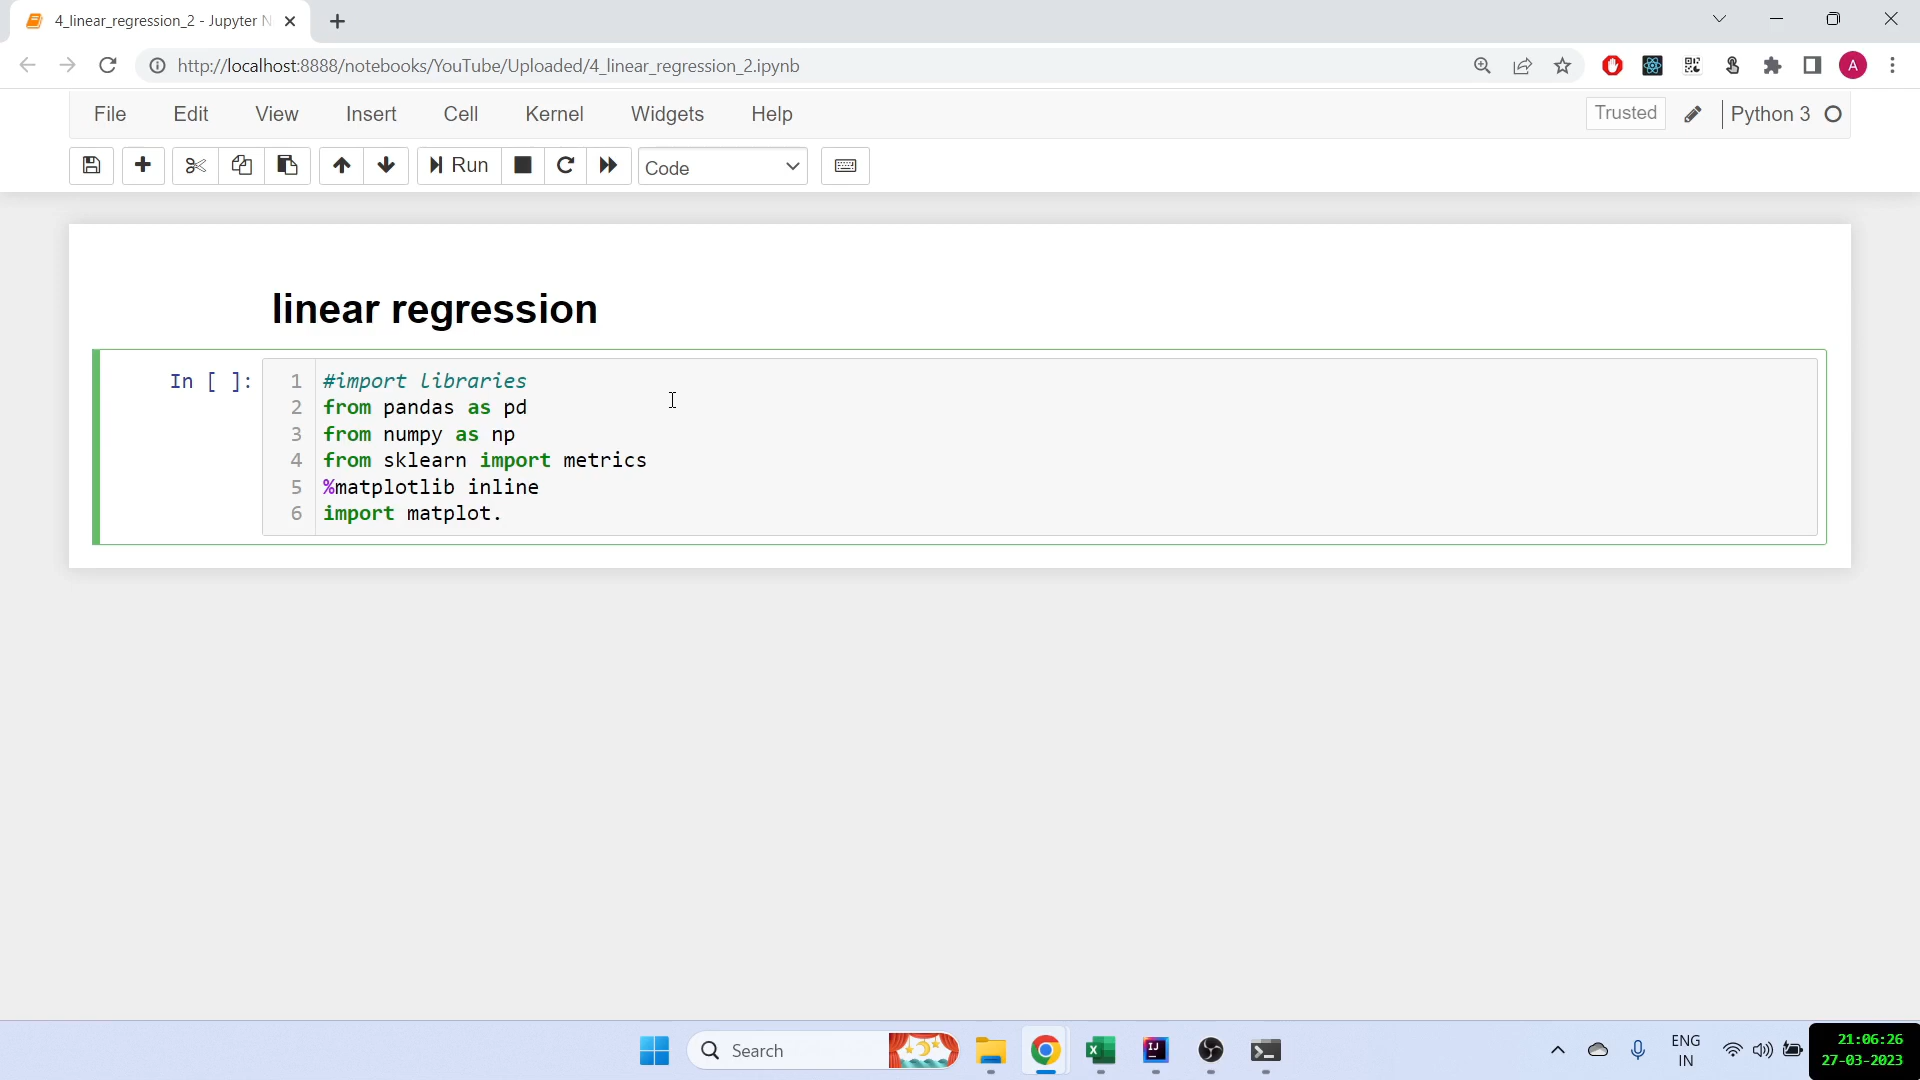 4_linear_regression_2 - Jupyter N
http://localhost:8888/notebooks/YouTube/Uploaded/4_linear_regression_2.ipynb
A
File Edit View Insert Cell Kernel Widgets Help
Trusted Python 3
Run Code
linear regression
In [ ]:
1 #import libraries
2 from pandas as pd
3 from numpy as np
4 from sklearn import metrics
5 %matplotlib inline
6 import matplot.
Search
IJ
ENG
IN
21:06:26
27-03-2023